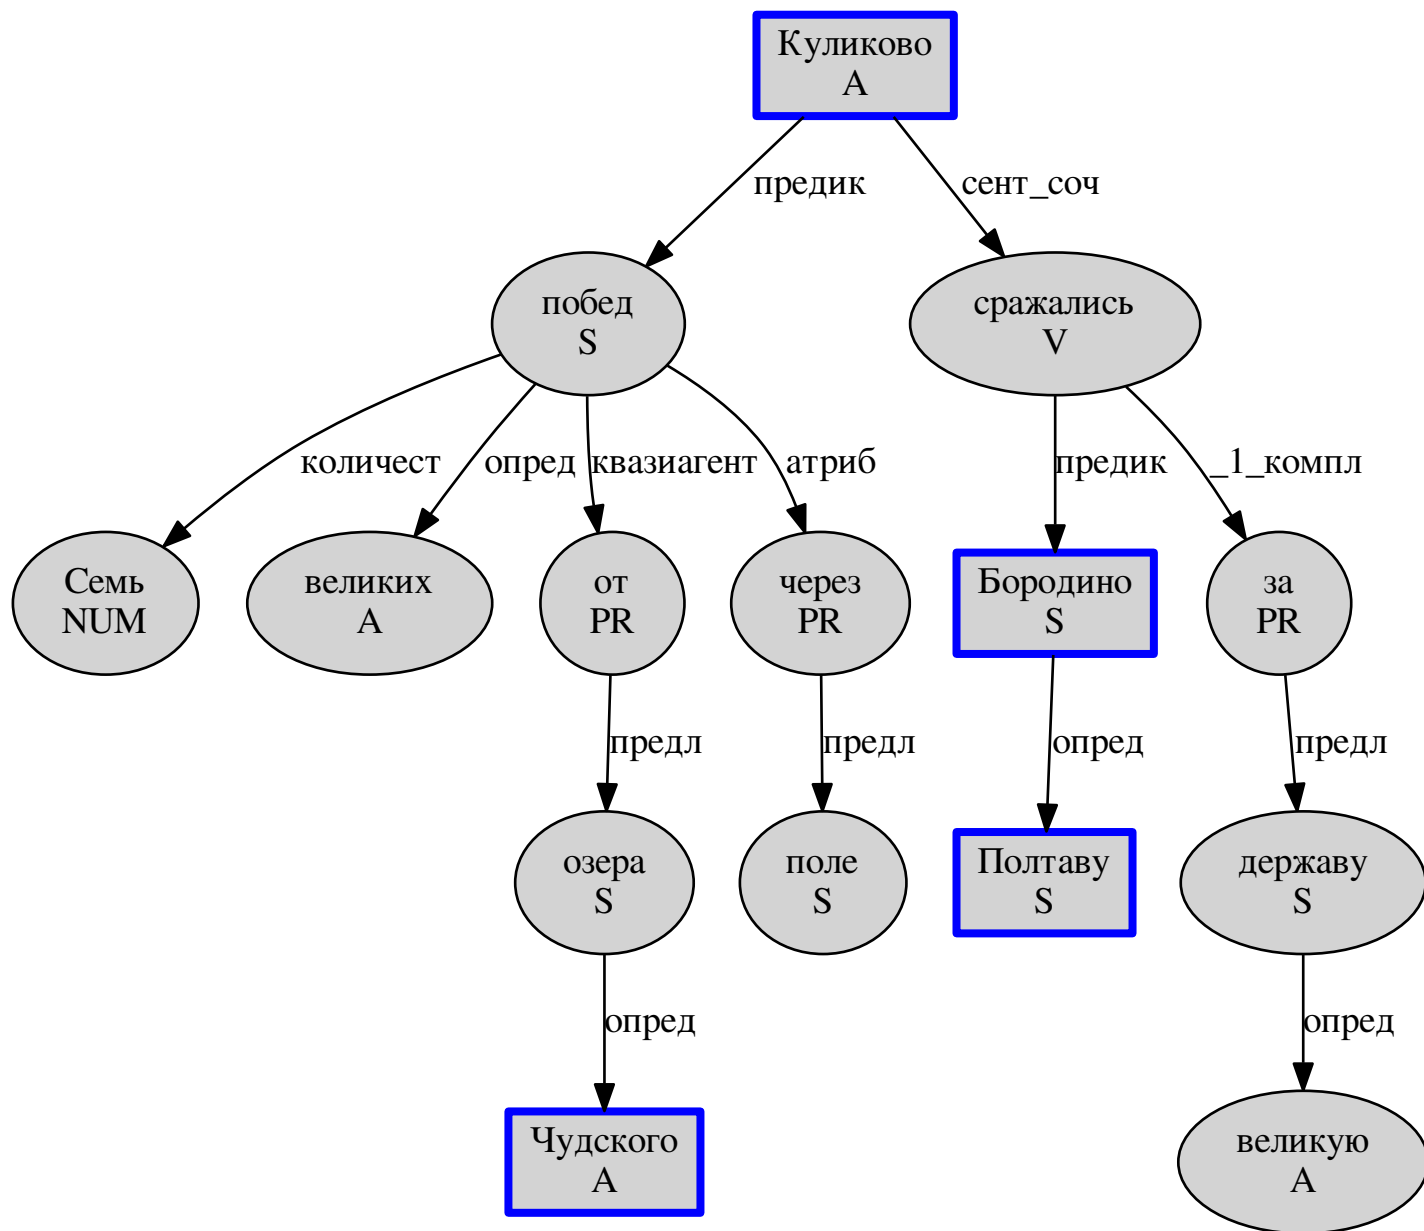 Куликово
A
предик
сент_соч
побед
S
сражались
V
количест
опред
квазиагент
атриб
предик
_1_компл
Семь
NUM
великих
A
от
PR
через
PR
Бородино
S
за
PR
предл
предл
опред
предл
озера
S
поле
S
Полтаву
S
державу
S
опред
опред
Чудского
A
великую
A